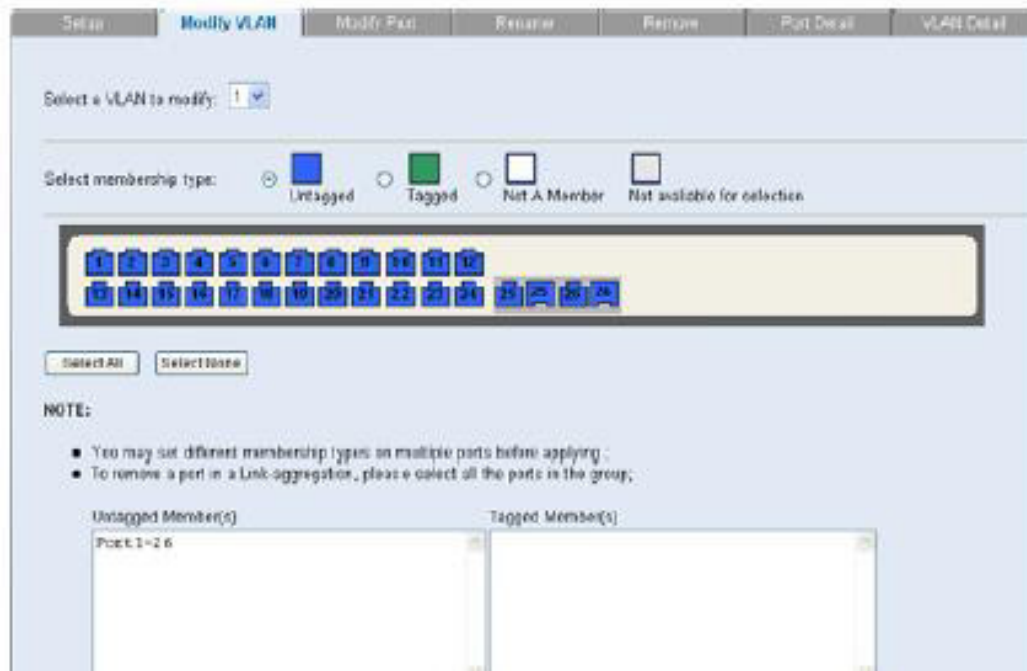 Setup Modify VLAN Modify Port Rename Remove Port Detail VLAN Detail
Select a VLAN to modify: 1
Select membership type: Untagged Tagged Not A Member Not available for selection
1 2 3 4 5 6 7 8 9 10 11 12
13 14 15 16 17 18 19 20 21 22 23 24 25 25 26 26
Select All Select None
NOTE:
You may set different membership types on multiple ports before applying ;
To remove a port in a Link-aggregation, please select all the ports in the group;
Untagged Member(s) Tagged Member(s)
Port 1-26